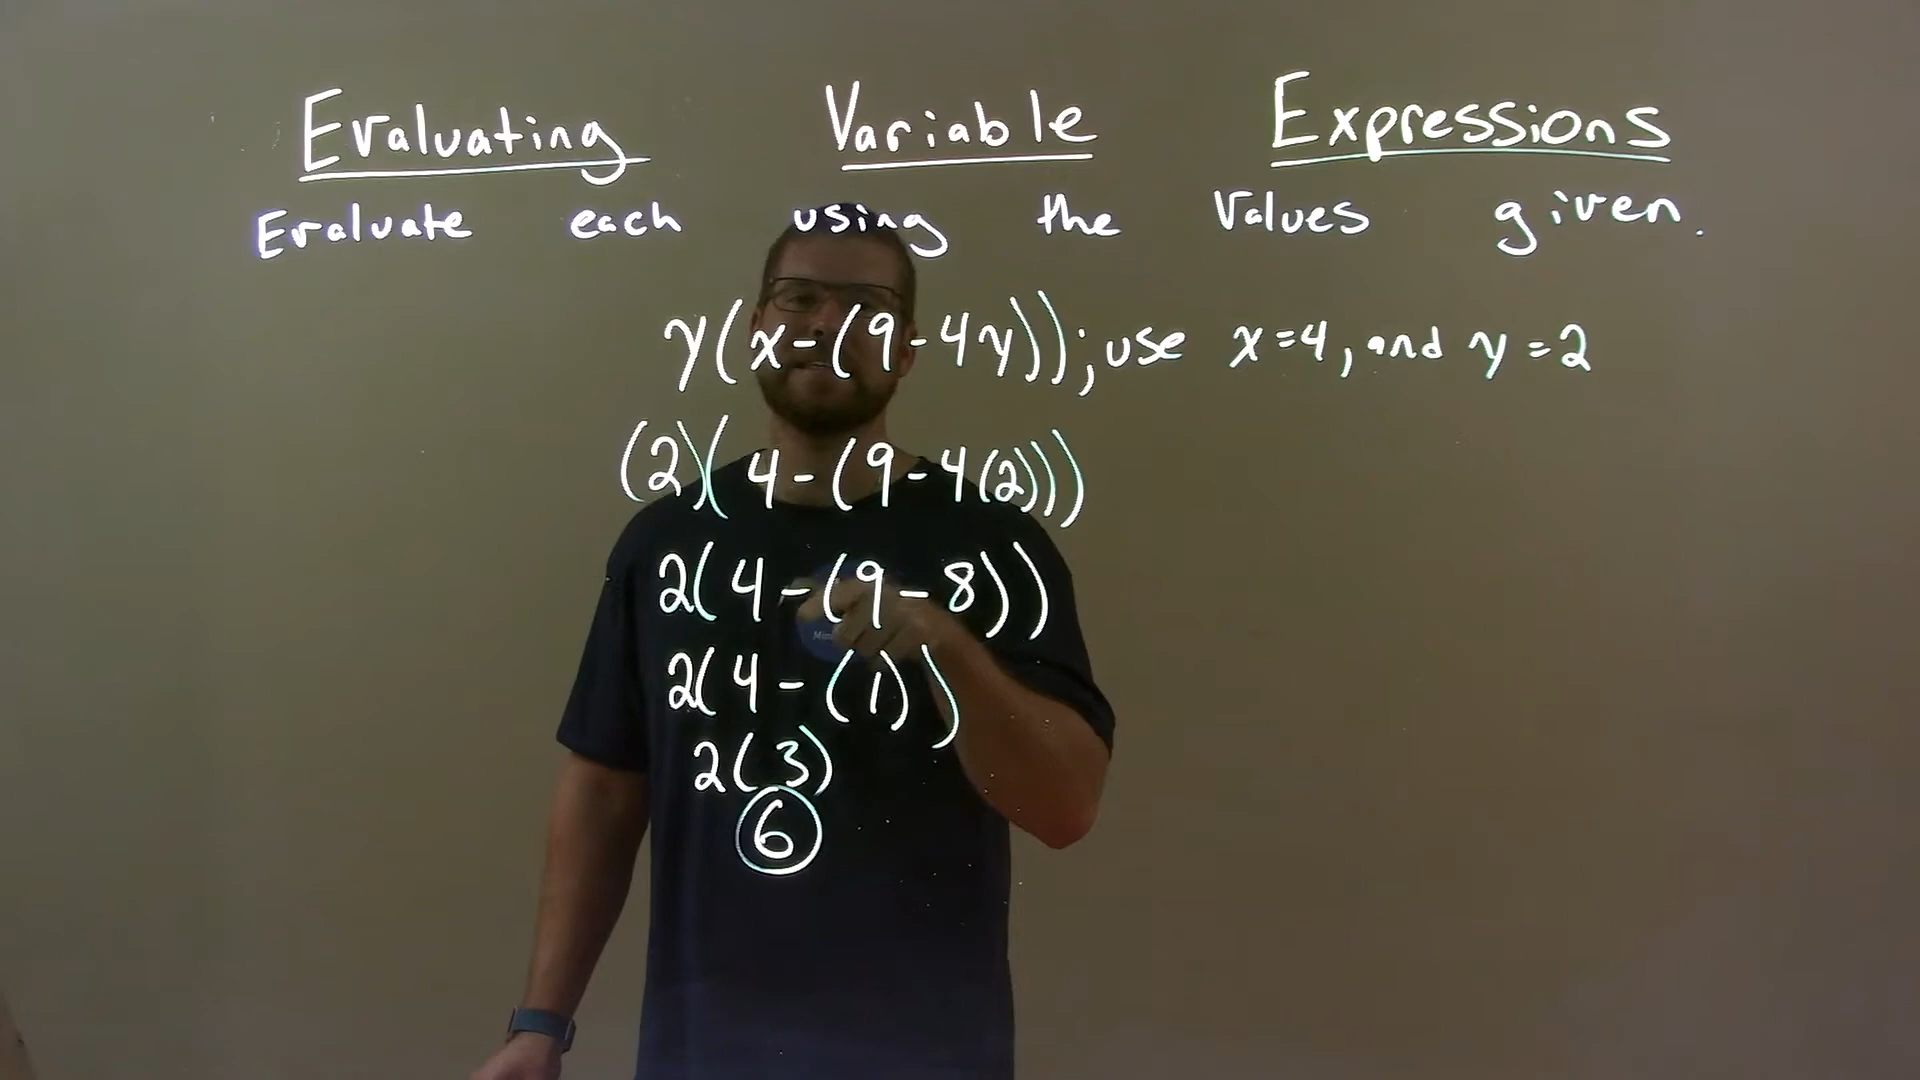 Evaluating Variable Expressions
Evaluate each using the values given.
y(x-(9-4y)); use x=4, and y=2
(2)(4-(9-4(2)))
2(4-(9-8))
2(4-(1))
2(3)
6